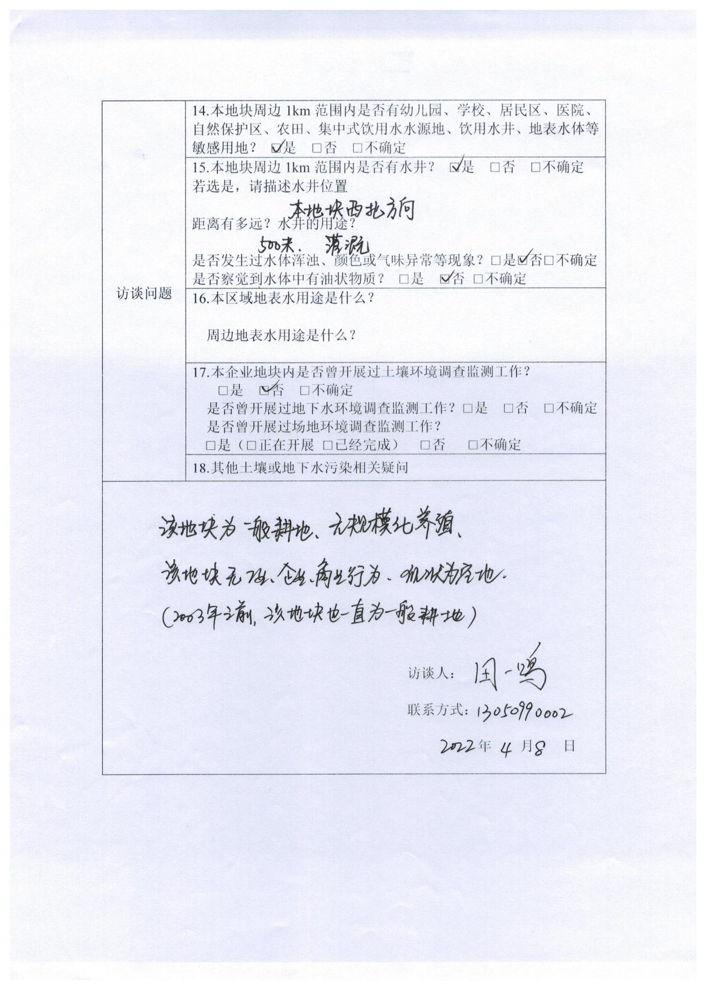 14.本地块周边 1km 范围内是否有幼儿园、学校、居民区、医院、
自然保护区、农田、集中式饮用水水源地、饮用水井、地表水体等
敏感用地？ ☑是 □否 □不确定
15.本地块周边 1km 范围内是否有水井？ ☑是 □否 □不确定
若选是，请描述水井位置
本地块西北方向
距离有多远？水井的用途？
500米. 灌溉
是否发生过水体浑浊、颜色或气味异常等现象？□是☑否□不确定
是否察觉到水体中有油状物质？ □是 ☑否 □不确定
访谈问题
16.本区域地表水用途是什么？
周边地表水用途是什么？
17.本企业地块内是否曾开展过土壤环境调查监测工作？
□是 ☑否 □不确定
是否曾开展过地下水环境调查监测工作？□是 □否 □不确定
是否曾开展过场地环境调查监测工作？
□是（□正在开展 □已经完成） □否 □不确定
18.其他土壤或地下水污染相关疑问
该地块为一般耕地、无规模化养殖、
该地块无工业、企业、商业行为、现状为空地.
(2003年之前,该地块也一直为一般耕地)
访谈人： 一鸣
联系方式：13050990002
2022年 4 月8 日